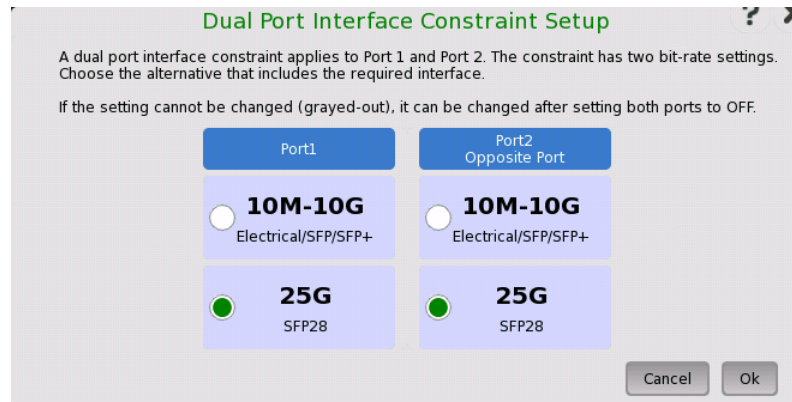 Dual Port Interface Constraint Setup
?
A dual port interface constraint applies to Port 1 and Port 2. The constraint has two bit-rate settings.
Choose the alternative that includes the required interface.
If the setting cannot be changed (grayed-out), it can be changed after setting both ports to OFF.
Port1
Port2
Opposite Port
10M-10G
Electrical/SFP/SFP+
10M-10G
Electrical/SFP/SFP+
25G
SFP28
25G
SFP28
Cancel
Ok